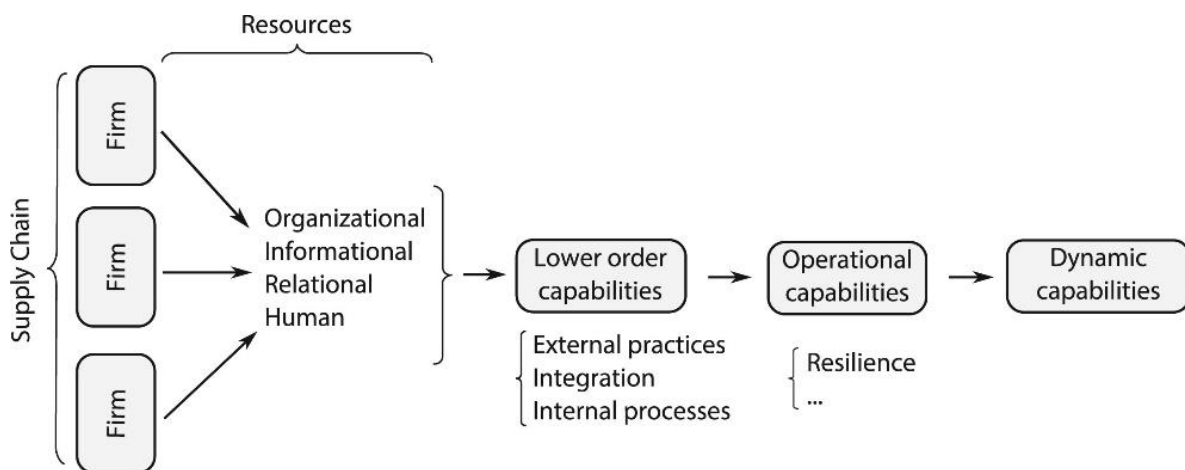 Resources
Supply Chain
Firm
Firm
Firm
Organizational
Informational
Relational
Human
Lower order
capabilities
External practices
Integration
Internal processes
Operational
capabilities
Resilience
...
Dynamic
capabilities